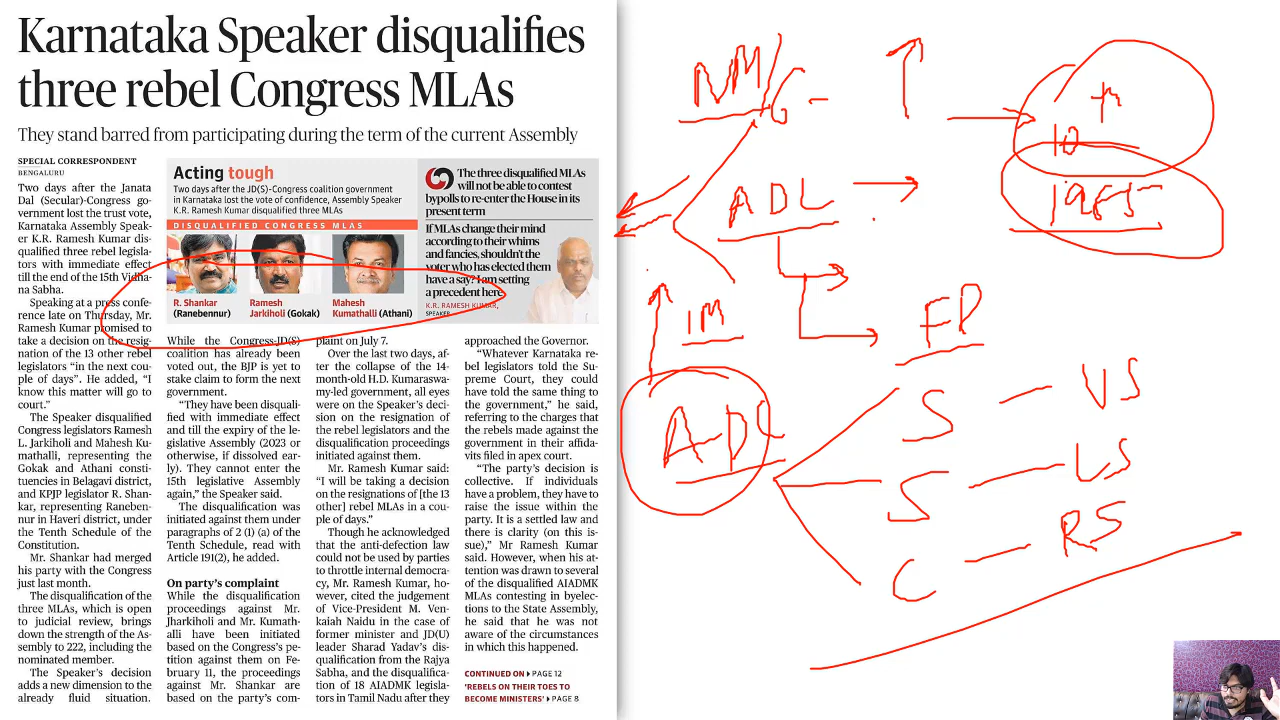 Karnataka Speaker disqualifies
three rebel Congress MLAs
They stand barred from participating during the term of the current Assembly
SPECIAL CORRESPONDENT
BENGALURU
Two days after the Janata
Dal (Secular)-Congress go-
vernment lost the trust vote,
Karnataka Assembly Speak-
er K.R. Ramesh Kumar dis-
qualified three rebel legisla-
tors with immediate effect
till the end of the 15th Vidha-
na Sabha.
Speaking at a press confe-
rence late on Thursday, Mr.
Ramesh Kumar promised to
take a decision on the resig-
nation of the 13 other rebel
legislators “in the next cou-
ple of days”. He added, “I
know this matter will go to
court.”
The Speaker disqualified
Congress legislators Ramesh
L. Jarkiholi and Mahesh Ku-
mathalli, representing the
Gokak and Athani consti-
tuencies in Belagavi district,
and KPJP legislator R. Shan-
kar, representing Raneben-
nur in Haveri district, under
the Tenth Schedule of the
Constitution.
Mr. Shankar had merged
his party with the Congress
just last month.
The disqualification of the
three MLAs, which is open
to judicial review, brings
down the strength of the As-
sembly to 222, including the
nominated member.
The Speaker’s decision
adds a new dimension to the
already fluid situation.
Acting tough
Two days after the JD(S)-Congress coalition government
in Karnataka lost the vote of confidence, Assembly Speaker
K.R. Ramesh Kumar disqualified three MLAs
DISQUALIFIED CONGRESS MLAS
R. Shankar
(Ranebennur)
Ramesh
Jarkiholi (Gokak)
Mahesh
Kumathalli (Athani)
The three disqualified MLAs
will not be able to contest
bypolls to re-enter the House in its
present term
If MLAs change their mind
according to their whims
and fancies, shouldn’t the
voter who has elected them
have a say? I am setting
a precedent here
K.R. RAMESH KUMAR,
SPEAKER
While the Congress-JD(S)
coalition has already been
voted out, the BJP is yet to
stake claim to form the next
government.
“They have been disquali-
fied with immediate effect
and till the expiry of the le-
gislative Assembly (2023 or
otherwise, if dissolved ear-
ly). They cannot enter the
15th legislative Assembly
again,” the Speaker said.
The disqualification was
initiated against them under
paragraphs of 2 (1) (a) of the
Tenth Schedule, read with
Article 191(2), he added.
On party’s complaint
While the disqualification
proceedings against Mr.
Jharkiholi and Mr. Kumath-
alli have been initiated
based on the Congress’s pe-
tition against them on Fe-
bruary 11, the proceedings
against Mr. Shankar are
based on the party’s com-
plaint on July 7.
Over the last two days, af-
ter the collapse of the 14-
month-old H.D. Kumaraswa-
my-led government, all eyes
were on the Speaker’s deci-
sion on the resignation of
the rebel legislators and the
disqualification proceedings
initiated against them.
Mr. Ramesh Kumar said:
“I will be taking a decision
on the resignations of [the 13
other] rebel MLAs in a cou-
ple of days.”
Though he acknowledged
that the anti-defection law
could not be used by parties
to throttle internal democra-
cy, Mr. Ramesh Kumar, ho-
wever, cited the judgement
of Vice-President M. Ven-
kaiah Naidu in the case of
former minister and JD(U)
leader Sharad Yadav’s dis-
qualification from the Rajya
Sabha, and the disqualifica-
tion of 18 AIADMK legisla-
tors in Tamil Nadu after they
approached the Governor.
“Whatever Karnataka re-
bel legislators told the Su-
preme Court, they could
have told the same thing to
the government,” he said,
referring to the charges that
the rebels made against the
government in their affida-
vits filed in apex court.
“The party’s decision is
collective. If individuals
have a problem, they have to
raise the issue within the
party. It is a settled law and
there is clarity (on this is-
sue),” Mr Ramesh Kumar
said. However, when his at-
tention was drawn to several
of the disqualified AIADMK
MLAs contesting in byelec-
tions to the State Assembly,
he said that he was not
aware of the circumstances
in which this happened.
CONTINUED ON PAGE 12
‘REBELS ON THEIR TOES TO
BECOME MINISTERS’ PAGE 8
NM/
10
1985
ADL
IM
FP
ADL
S – VS
S – LS
C – RS